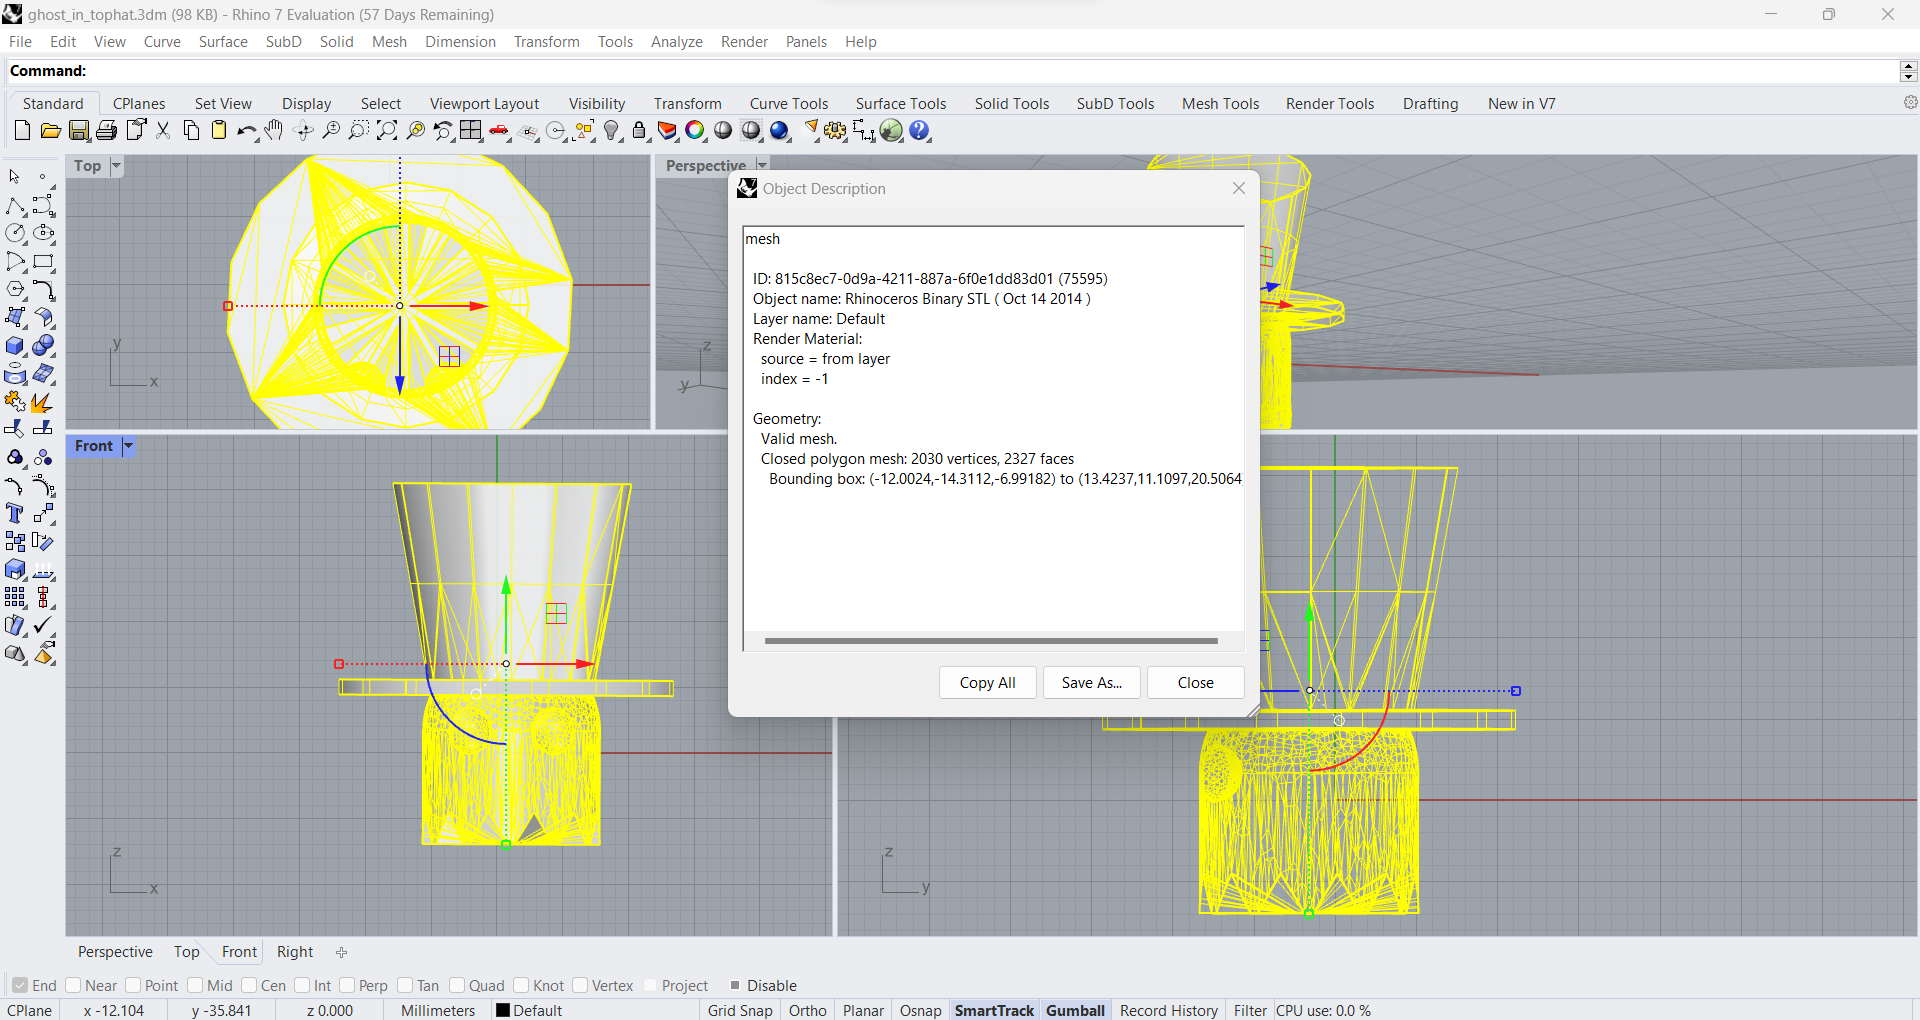 ghost_in_tophat.3dm (98 KB) - Rhino 7 Evaluation (57 Days Remaining)
File Edit View Curve Surface SubD Solid Mesh Dimension Transform Tools Analyze Render Panels Help
Command:
Standard CPlanes Set View Display Select Viewport Layout Visibility Transform Curve Tools Surface Tools Solid Tools SubD Tools Mesh Tools Render Tools Drafting New in V7
Top
Perspective
Object Description
mesh
ID: 815c8ec7-0d9a-4211-887a-6f0e1dd83d01 (75595)
Object name: Rhinoceros Binary STL ( Oct 14 2014 )
Layer name: Default
Render Material:
source = from layer
index = -1
Geometry:
Valid mesh.
Closed polygon mesh: 2030 vertices, 2327 faces
Bounding box: (-12.0024,-14.3112,-6.99182) to (13.4237,11.1097,20.5064
Copy All Save As... Close
y
x
z
y
Front
z
x
z
y
Perspective Top Front Right
End Near Point Mid Cen Int Perp Tan Quad Knot Vertex Project Disable
CPlane x -12.104 y -35.841 z 0.000 Millimeters Default Grid Snap Ortho Planar Osnap SmartTrack Gumball Record History Filter CPU use: 0.0 %